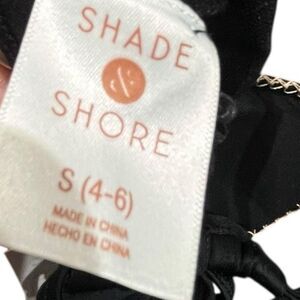 SHADE
&
SHORE
S (4-6)
MADE IN CHINA
HECHO EN CHINA